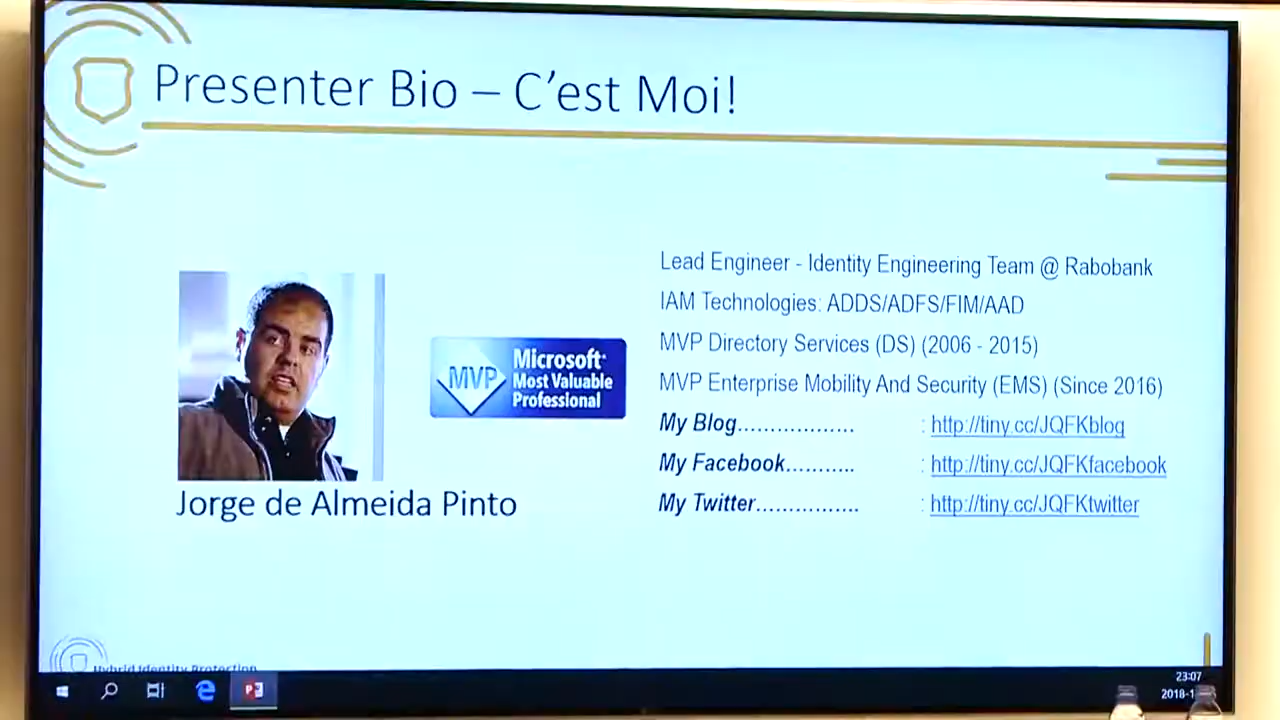 Presenter Bio – C'est Moi!
Lead Engineer - Identity Engineering Team @ Rabobank
IAM Technologies: ADDS/ADFS/FIM/AAD
MVP Directory Services (DS) (2006 - 2015)
MVP Enterprise Mobility And Security (EMS) (Since 2016)
My Blog.................. : http://tiny.cc/JQFKblog
My Facebook........... : http://tiny.cc/JQFKfacebook
My Twitter................ : http://tiny.cc/JQFKtwitter
MVP
Microsoft
Most Valuable
Professional
Jorge de Almeida Pinto
Hybrid Identity Protection
23:07
2018-1